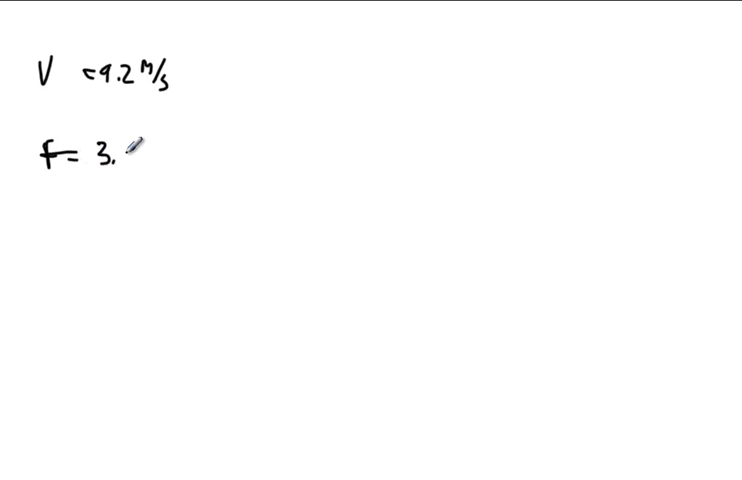 V = 9.2 m/s
f = 3.